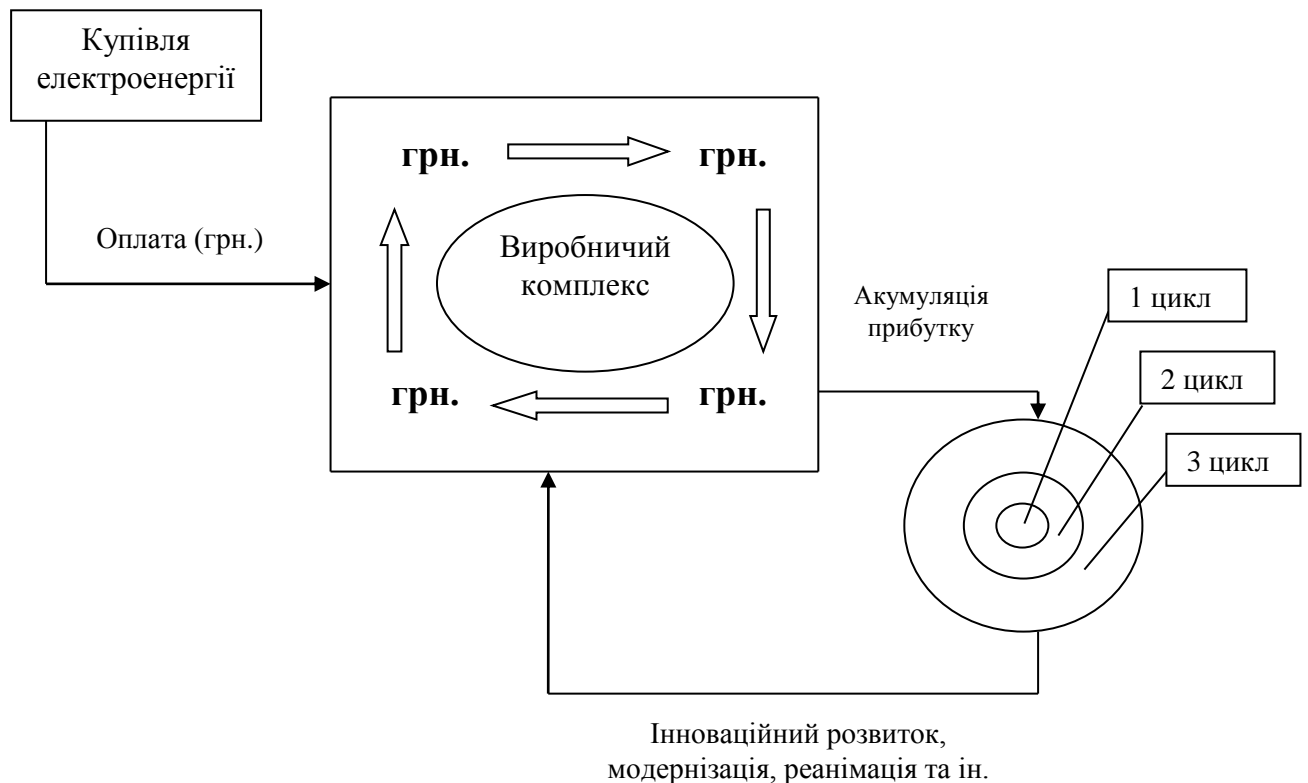 Купівля
електроенергії
грн.
грн.
Оплата (грн.)
Виробничий
комплекс
грн.
грн.
Акумуляція
прибутку
1 цикл
2 цикл
3 цикл
Інноваційний розвиток,
модернізація, реанімація та ін.